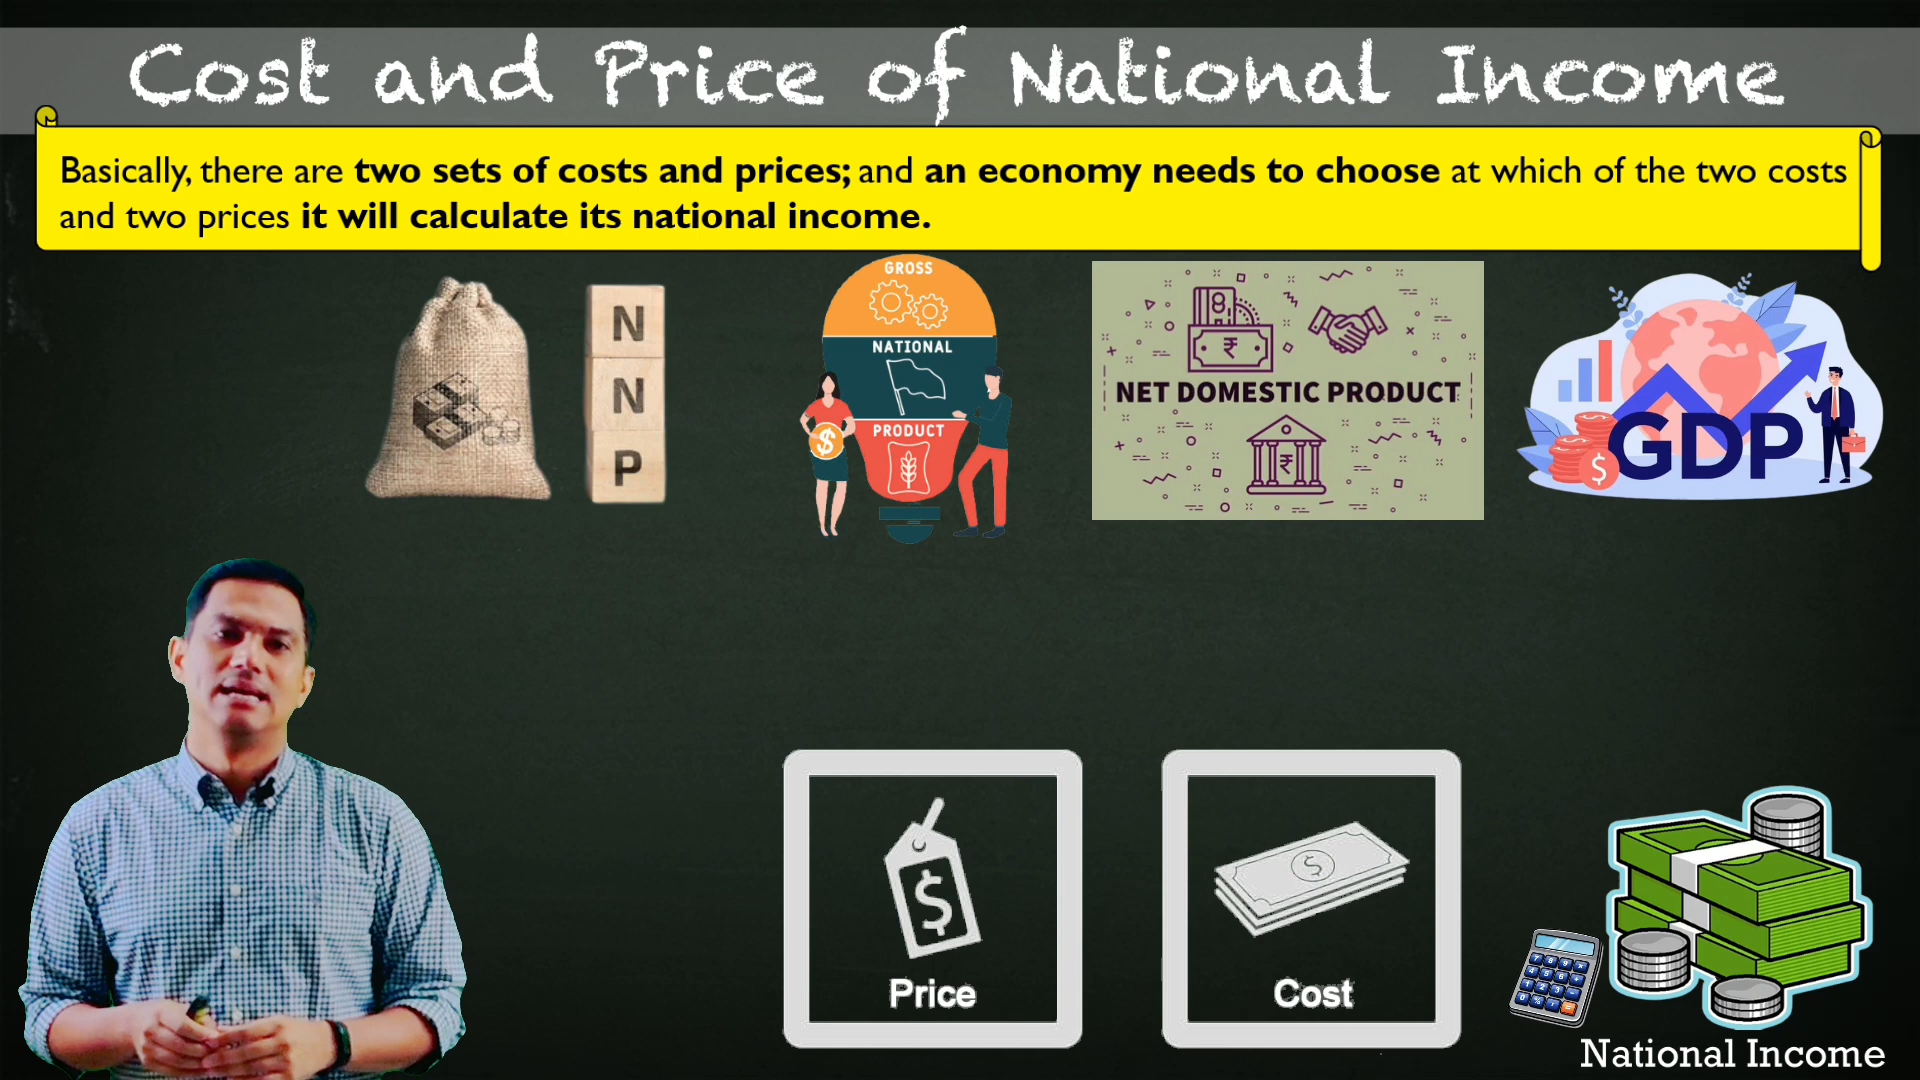 Cost and Price of National Income
Basically, there are two sets of costs and prices; and an economy needs to choose at which of the two costs
and two prices it will calculate its national income.
N
N
P
GROSS
NATIONAL
PRODUCT
NET DOMESTIC PRODUCT
GDP
Price
Cost
National Income